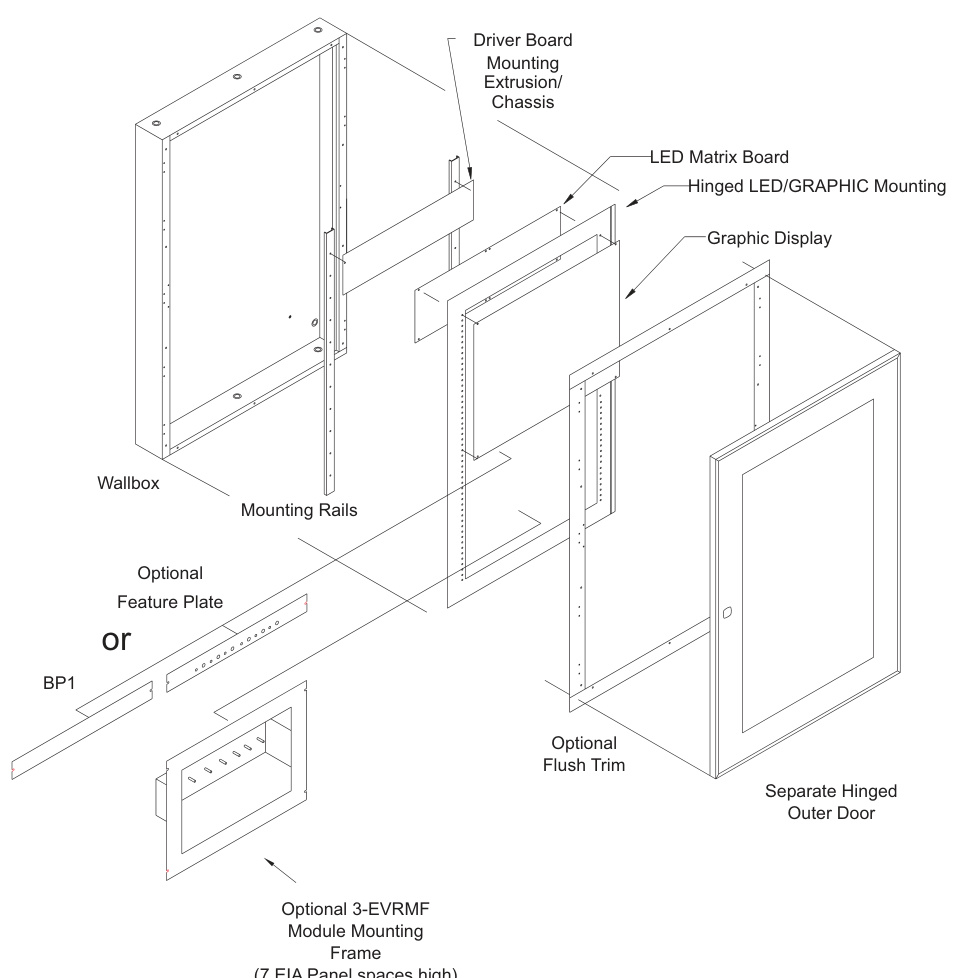 Driver Board
Mounting
Extrusion/
Chassis
LED Matrix Board
Hinged LED/GRAPHIC Mounting
Graphic Display
Wallbox
Mounting Rails
Optional
Feature Plate
or
BP1
Optional
Flush Trim
Separate Hinged
Outer Door
Optional 3-EVRMF
Module Mounting
Frame
(7 EIA Panel spaces high)